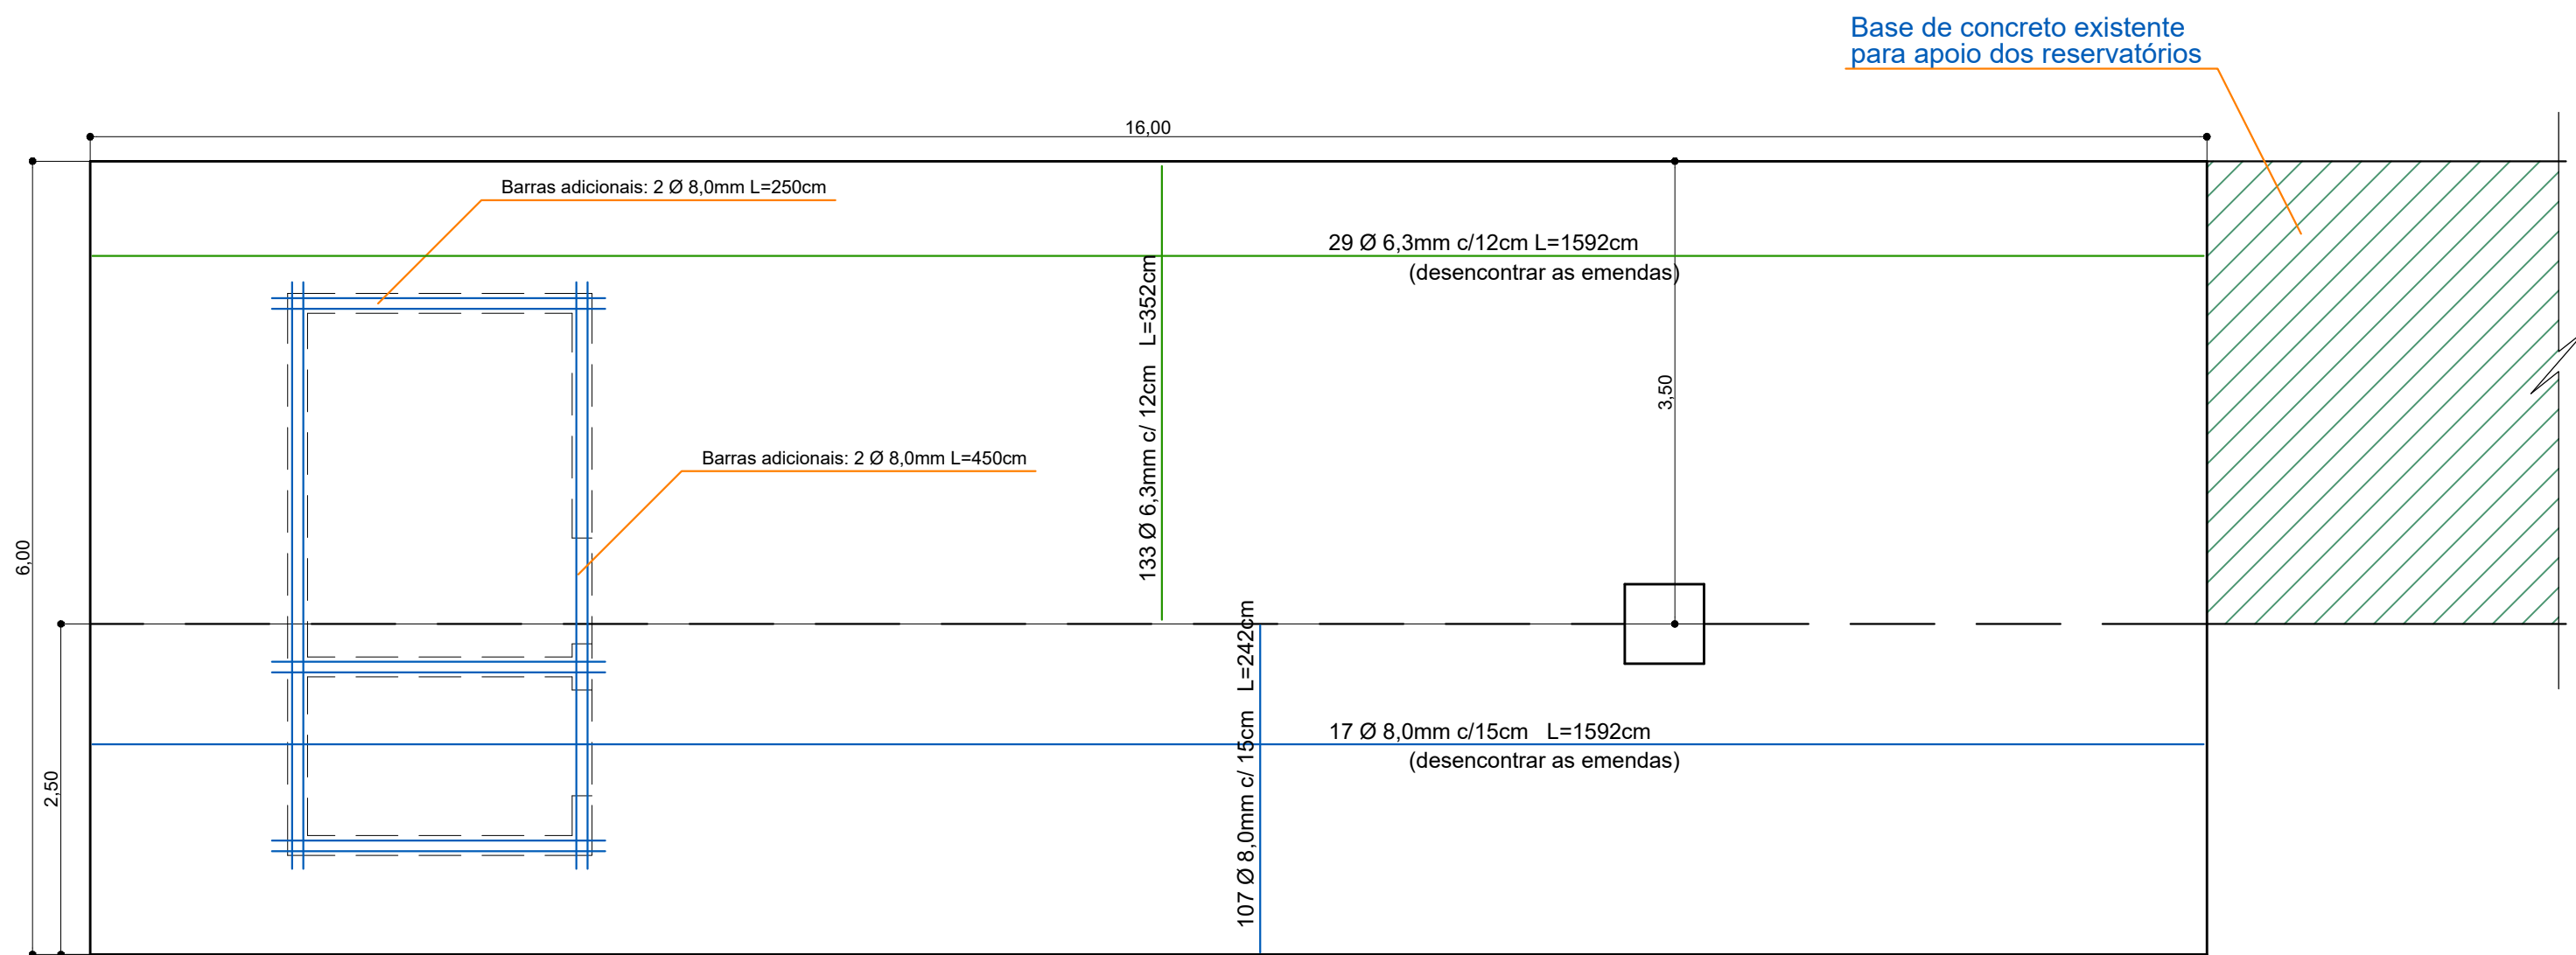 Base de concreto existente
para apoio dos reservatórios
16,00
Barras adicionais: 2 Ø 8,0mm L=250cm
29 Ø 6,3mm c/12cm L=1592cm
(desencontrar as emendas)
133 Ø 6,3mm c/ 12cm L=352cm
3,50
Barras adicionais: 2 Ø 8,0mm L=450cm
6,00
107 Ø 8,0mm c/ 15cm L=242cm
17 Ø 8,0mm c/15cm L=1592cm
(desencontrar as emendas)
2,50